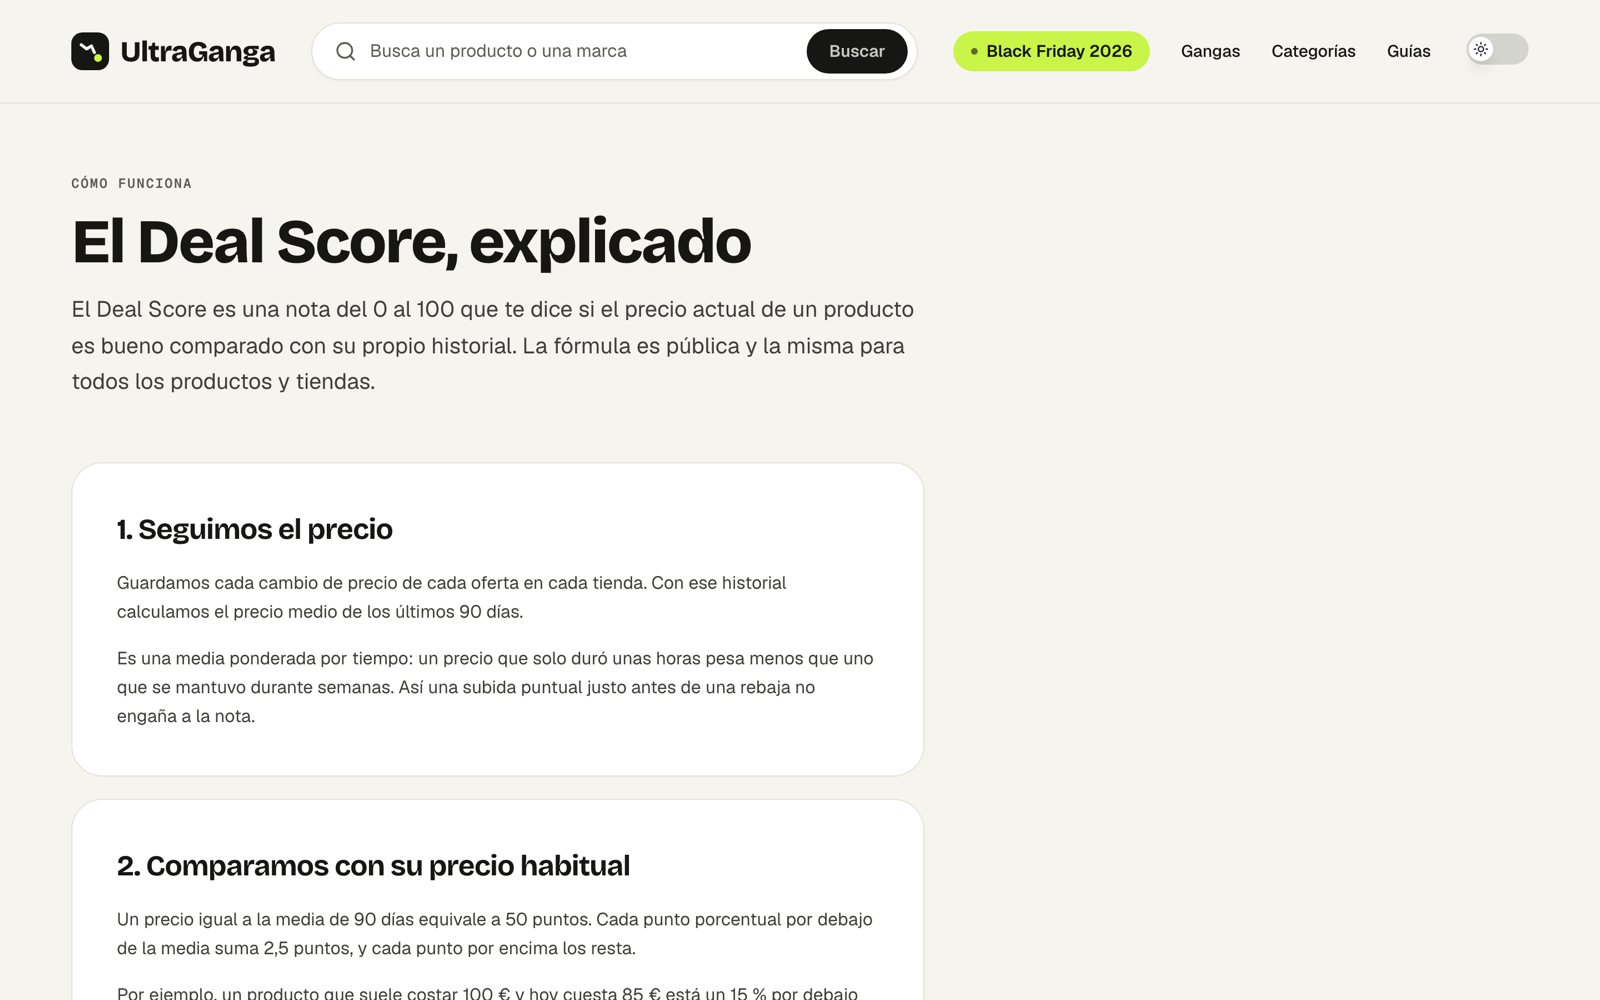 UltraGanga
Busca un producto o una marca
Buscar
Black Friday 2026
Gangas
Categorías
Guías
CÓMO FUNCIONA
El Deal Score, explicado
El Deal Score es una nota del 0 al 100 que te dice si el precio actual de un producto
es bueno comparado con su propio historial. La fórmula es pública y la misma para
todos los productos y tiendas.
1. Seguimos el precio
Guardamos cada cambio de precio de cada oferta en cada tienda. Con ese historial
calculamos el precio medio de los últimos 90 días.
Es una media ponderada por tiempo: un precio que solo duró unas horas pesa menos que uno
que se mantuvo durante semanas. Así una subida puntual justo antes de una rebaja no
engaña a la nota.
2. Comparamos con su precio habitual
Un precio igual a la media de 90 días equivale a 50 puntos. Cada punto porcentual por debajo
de la media suma 2,5 puntos, y cada punto por encima los resta.
Por ejemplo, un producto que suele costar 100 € y hoy cuesta 85 € está un 15 % por debajo